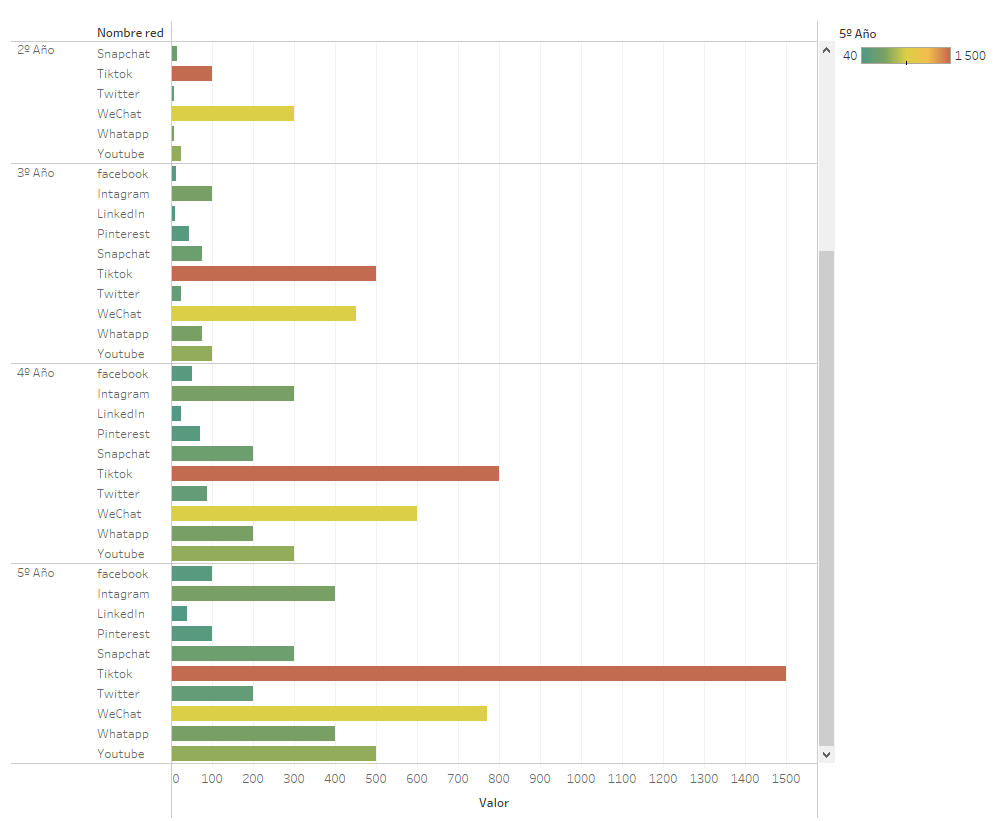 Nombre red
5º Año
40
1 500
2º Año
Snapchat
Tiktok
Twitter
WeChat
Whatapp
Youtube
3º Año
facebook
Intagram
LinkedIn
Pinterest
Snapchat
Tiktok
Twitter
WeChat
Whatapp
Youtube
4º Año
facebook
Intagram
LinkedIn
Pinterest
Snapchat
Tiktok
Twitter
WeChat
Whatapp
Youtube
5º Año
facebook
Intagram
LinkedIn
Pinterest
Snapchat
Tiktok
Twitter
WeChat
Whatapp
Youtube
0 100 200 300 400 500 600 700 800 900 1000 1100 1200 1300 1400 1500
Valor